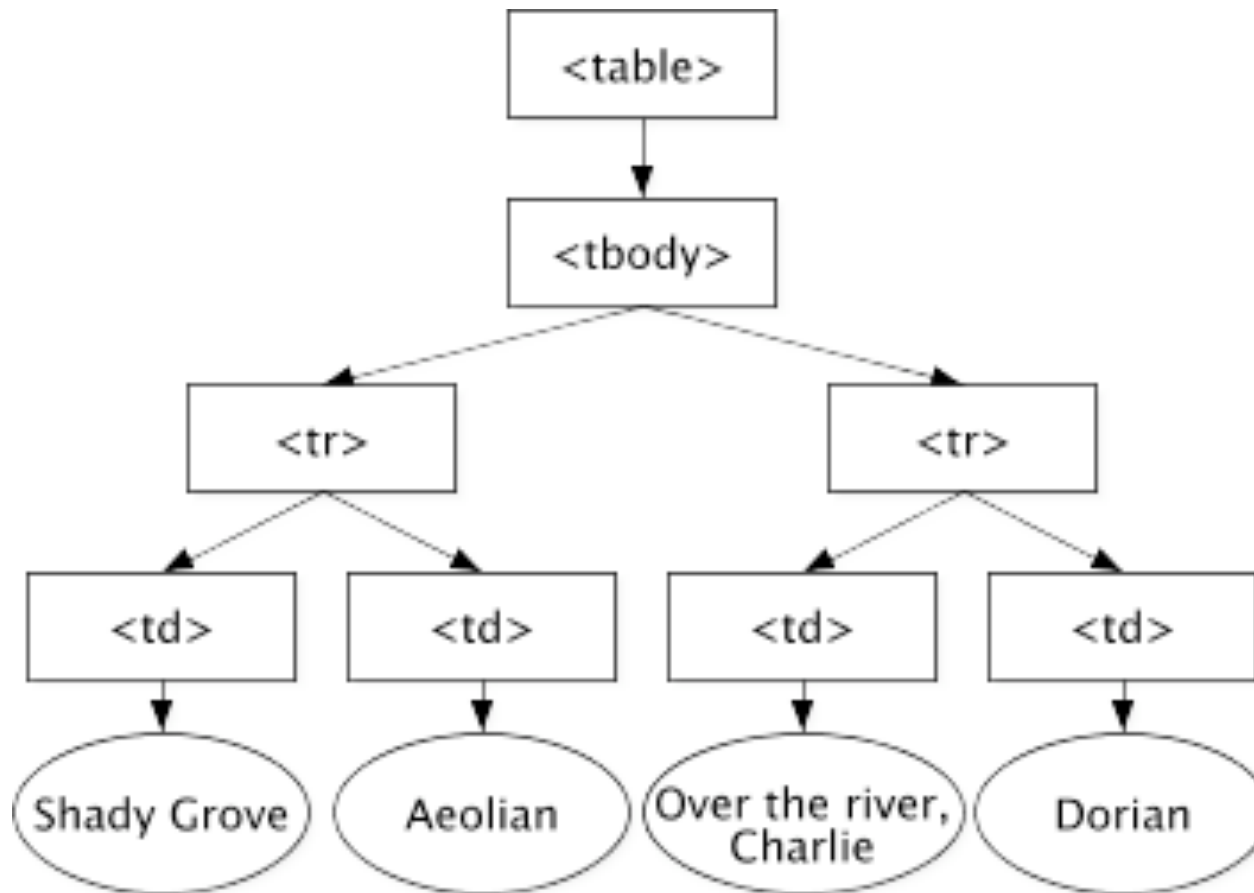 <table>
<tbody>
<tr>
<tr>
<td>
<td>
<td>
<td>
Shady Grove
Aeolian
Over the river,
Charlie
Dorian